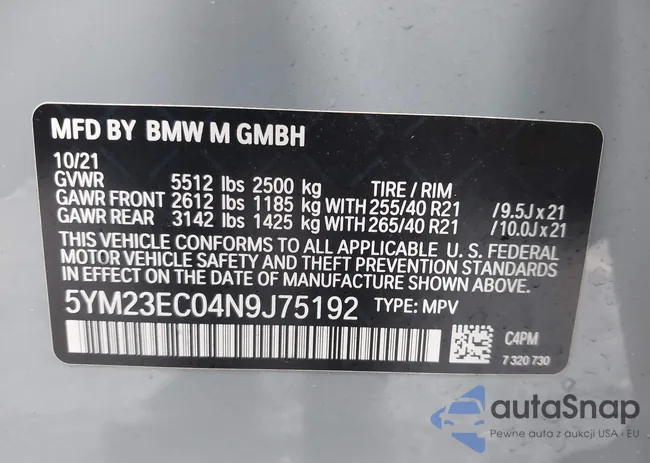 MFD BY BMW M GMBH
10/21
GVWR 5512 lbs 2500 kg TIRE / RIM
GAWR FRONT 2612 lbs 1185 kg WITH 255/40 R21 /9.5J x 21
GAWR REAR 3142 lbs 1425 kg WITH 265/40 R21 /10.0J x 21
THIS VEHICLE CONFORMS TO ALL APPLICABLE U. S. FEDERAL
MOTOR VEHICLE SAFETY AND THEFT PREVENTION STANDARDS
IN EFFECT ON THE DATE OF MANUFACTURE SHOWN ABOVE.
5YM23EC04N9J75192 TYPE: MPV
C4PM
7 320 730
autaSnap
Pewne auta z aukcji USA i EU